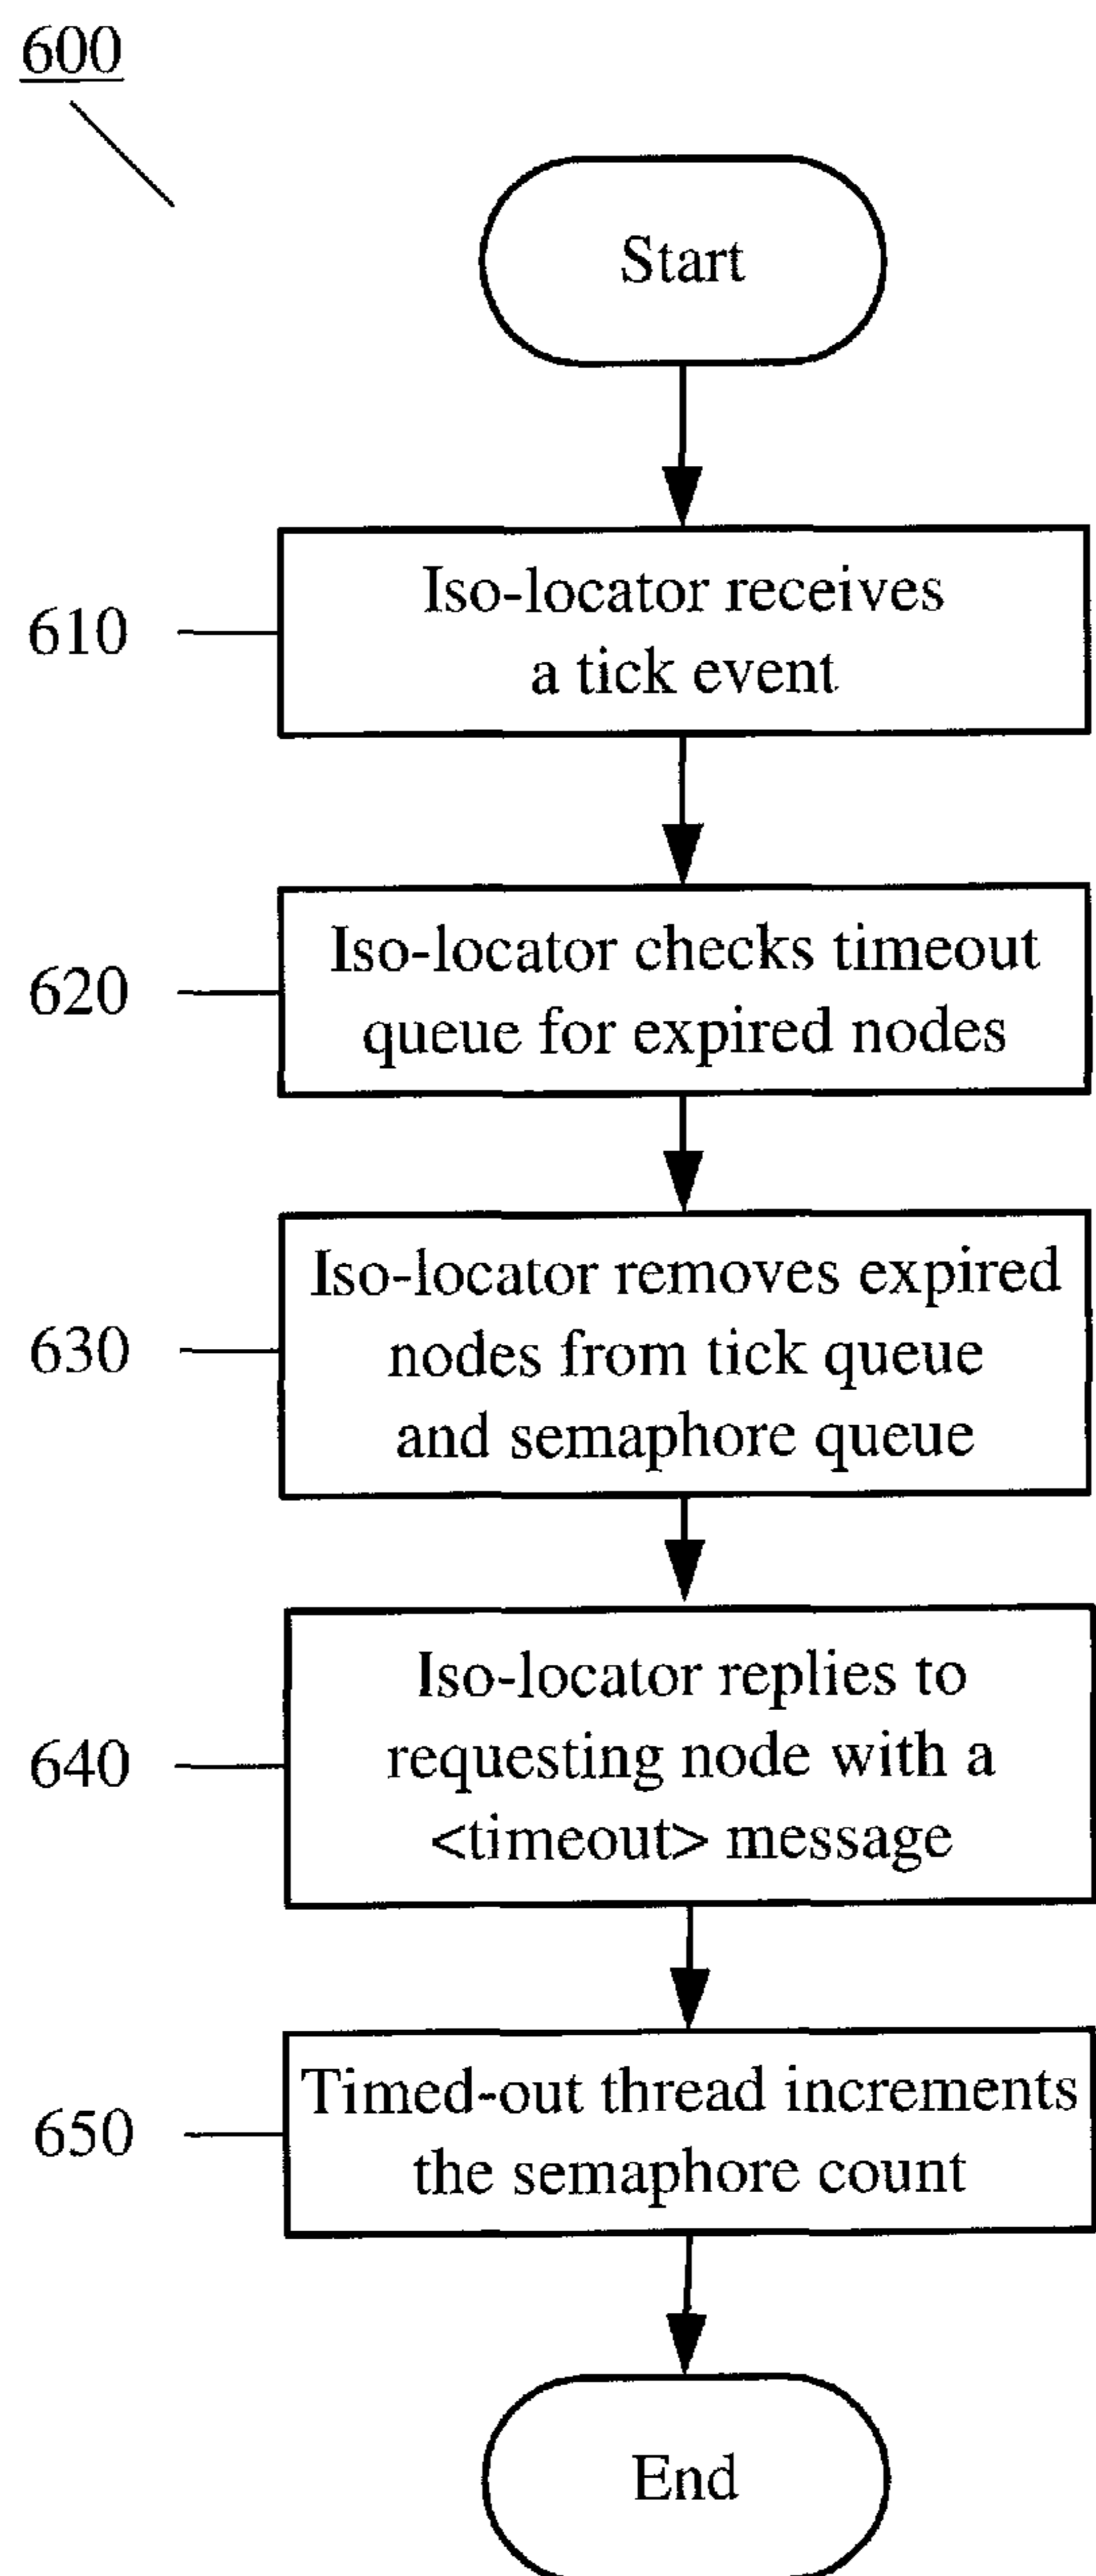 600
Start
610
Iso-locator receives
a tick event
620
Iso-locator checks timeout
queue for expired nodes
630
Iso-locator removes expired
nodes from tick queue
and semaphore queue
640
Iso-locator replies to
requesting node with a
<timeout> message
650
Timed-out thread increments
the semaphore count
End